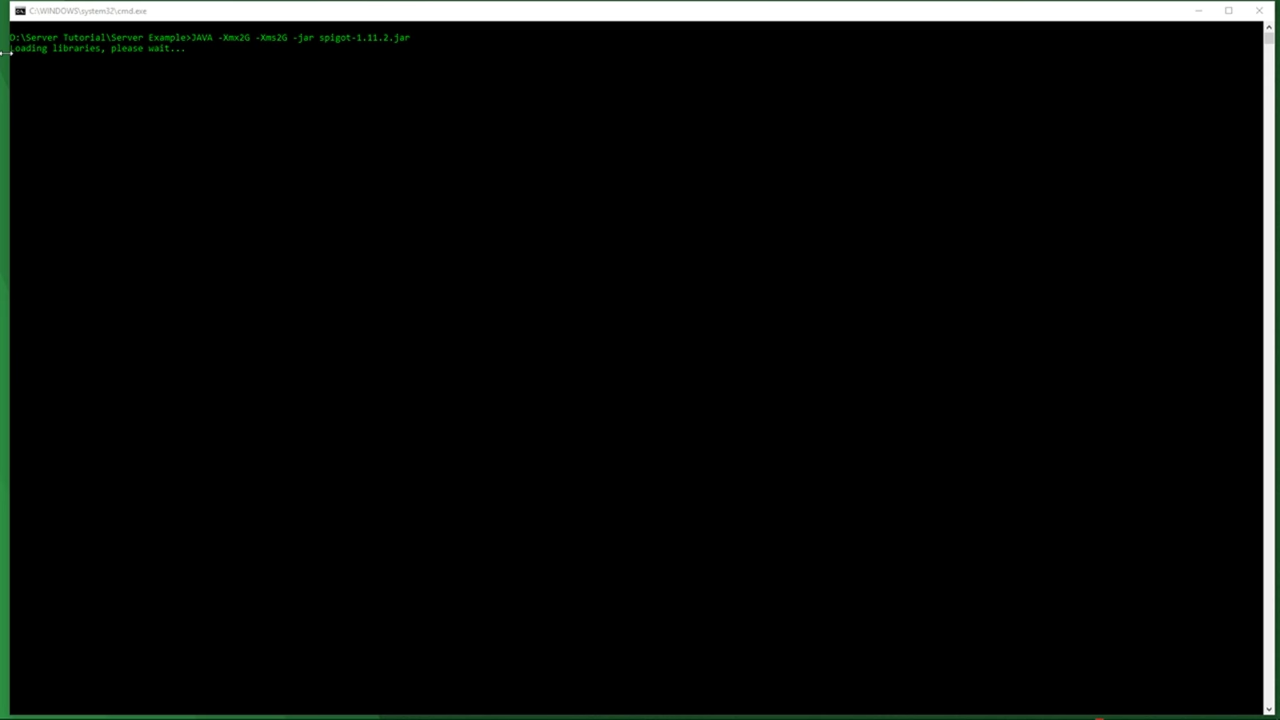 C:\WINDOWS\system32\cmd.exe
D:\Server Tutorial\Server Example>JAVA -Xmx2G -Xms2G -jar spigot-1.11.2.jar
Loading libraries, please wait...